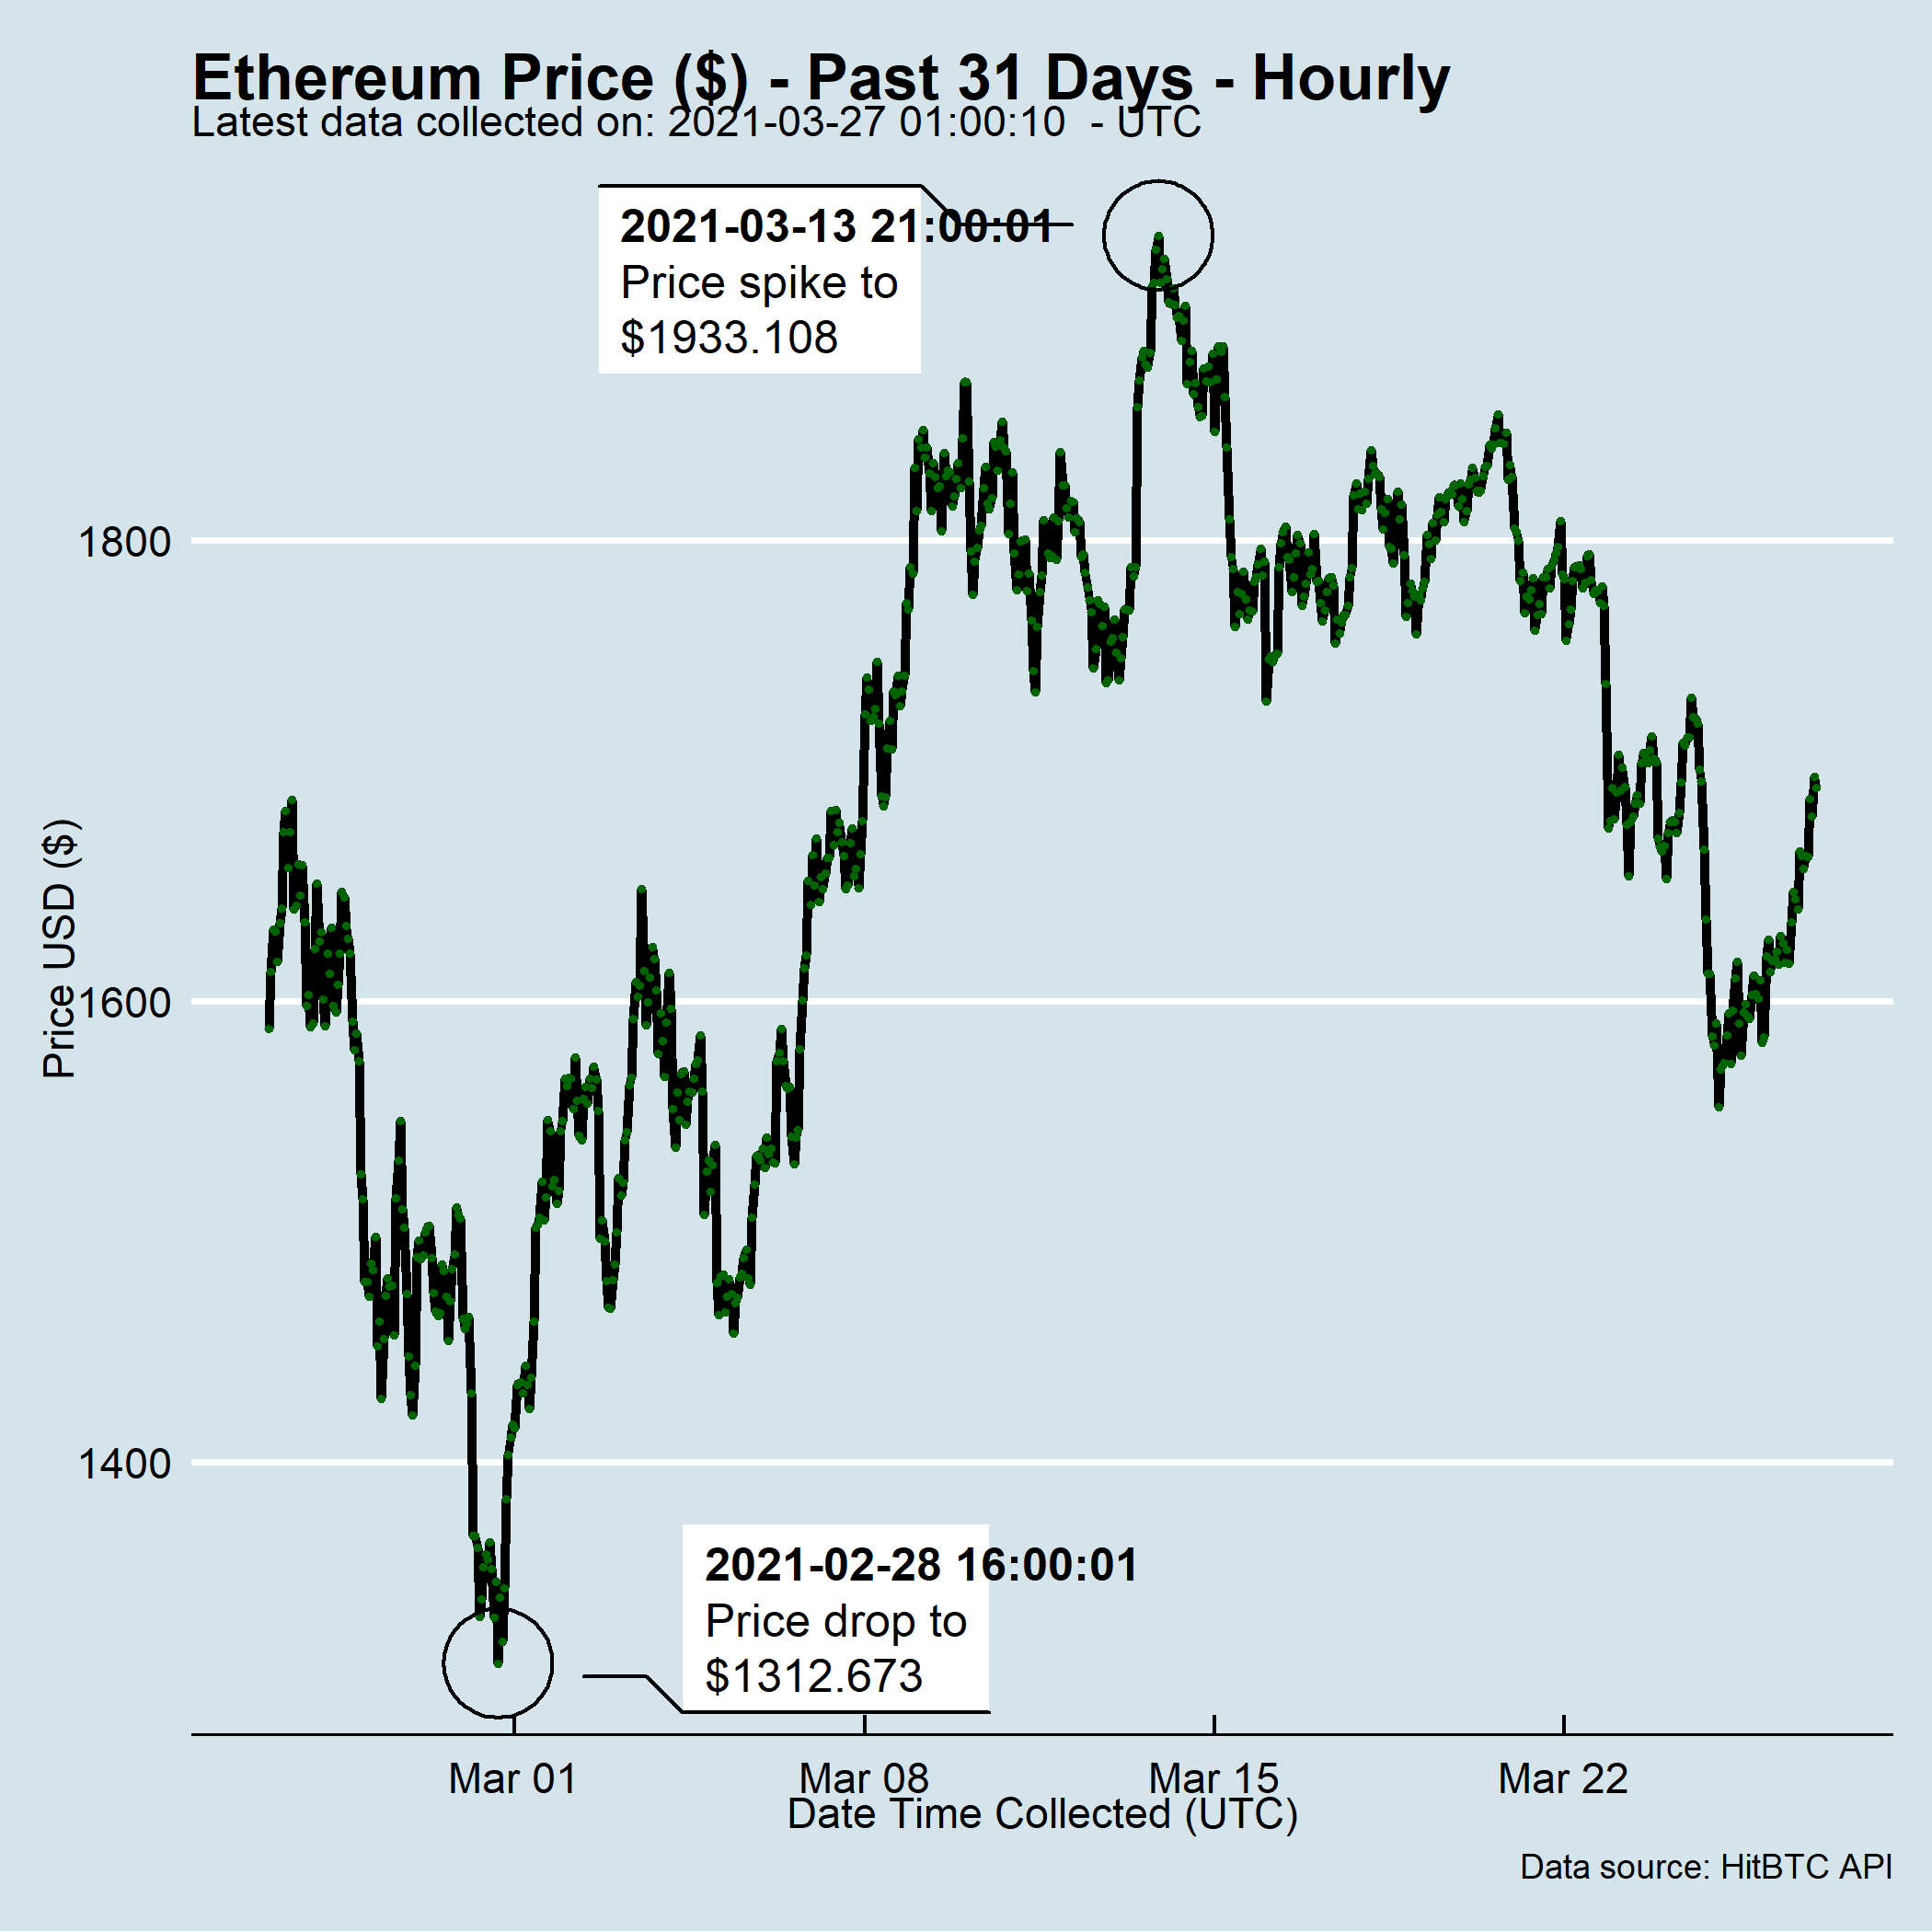 Ethereum Price ($) - Past 31 Days - Hourly
Latest data collected on: 2021-03-27 01:00:10  - UTC
2021-03-13 21:00:01
Price spike to
$1933.108
1800
1600
1400
Price USD ($)
2021-02-28 16:00:01
Price drop to
$1312.673
Mar 01
Mar 08
Mar 15
Mar 22
Date Time Collected (UTC)
Data source: HitBTC API